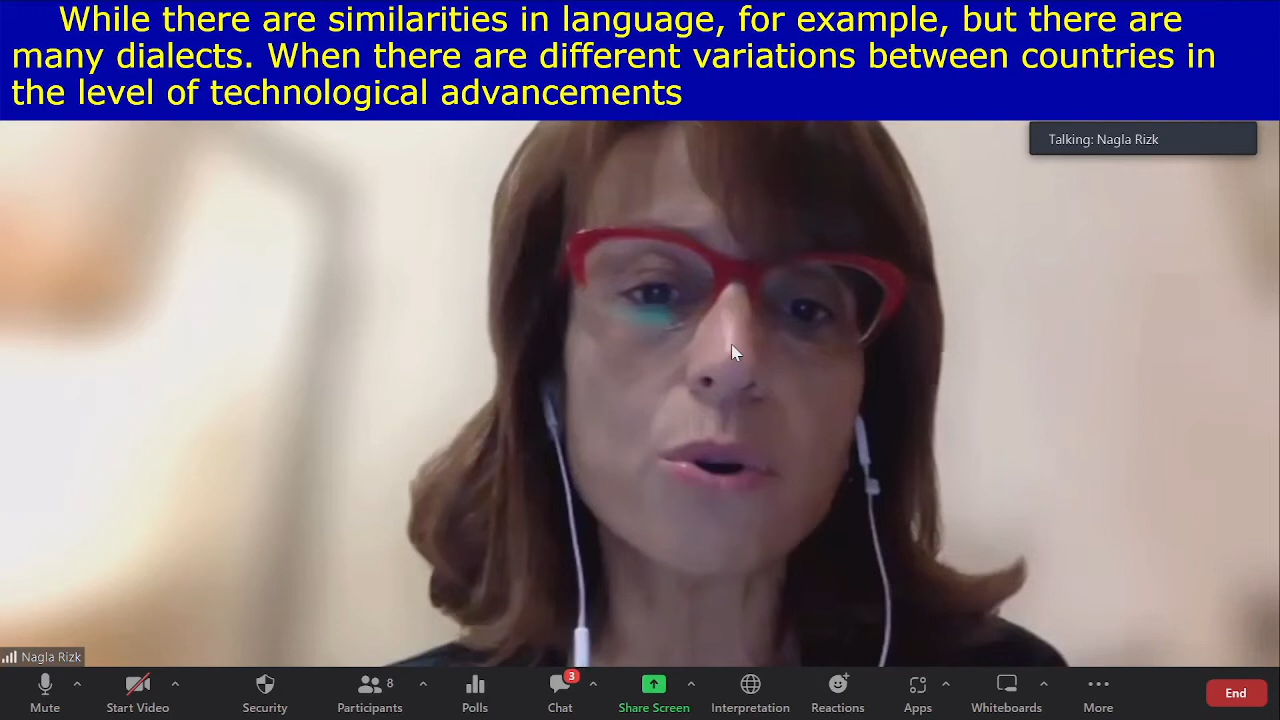 While there are similarities in language, for example, but there are
many dialects. When there are different variations between countries in
the level of technological advancements
Talking: Nagla Rizk
Nagla Rizk
Mute
Start Video
Security
8
Participants
Polls
3
Chat
Share Screen
Interpretation
Reactions
Apps
Whiteboards
More
End